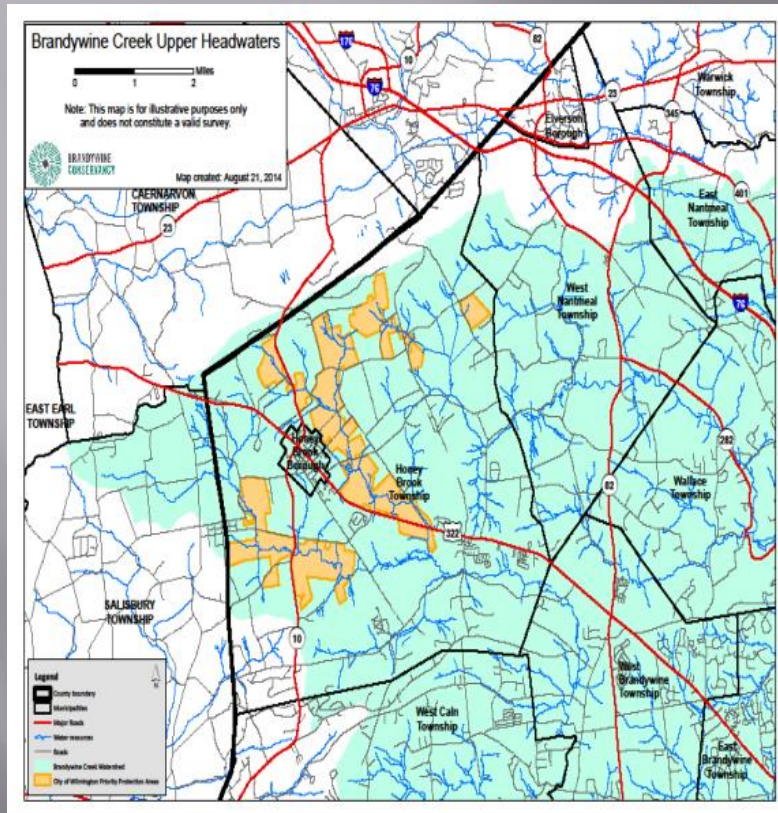 Brandywine Creek Upper Headwaters
Miles
0 1 2
Note: This map is for illustrative purposes only
and does not constitute a valid survey.
BRANDYWINE
CONSERVANCY
Map created: August 21, 2014
176
10
82
76
23
Warwick
Township
Elverson
Borough
345
CAERNARVON
TOWNSHIP
23
East
Nantmeal
Township
401
West
Nantmeal
Township
76
EAST EARL
TOWNSHIP
Honey
Brook
Borough
Honey
Brook
Township
282
Wallace
Township
82
322
SALISBURY
TOWNSHIP
10
West
Brandywine
Township
West Caln
Township
East
Brandywine
Township
Legend
N
County boundary
Municipalities
Major Roads
Water resources
Roads
Brandywine Creek Watershed
City of Wilmington Priority Protection Areas